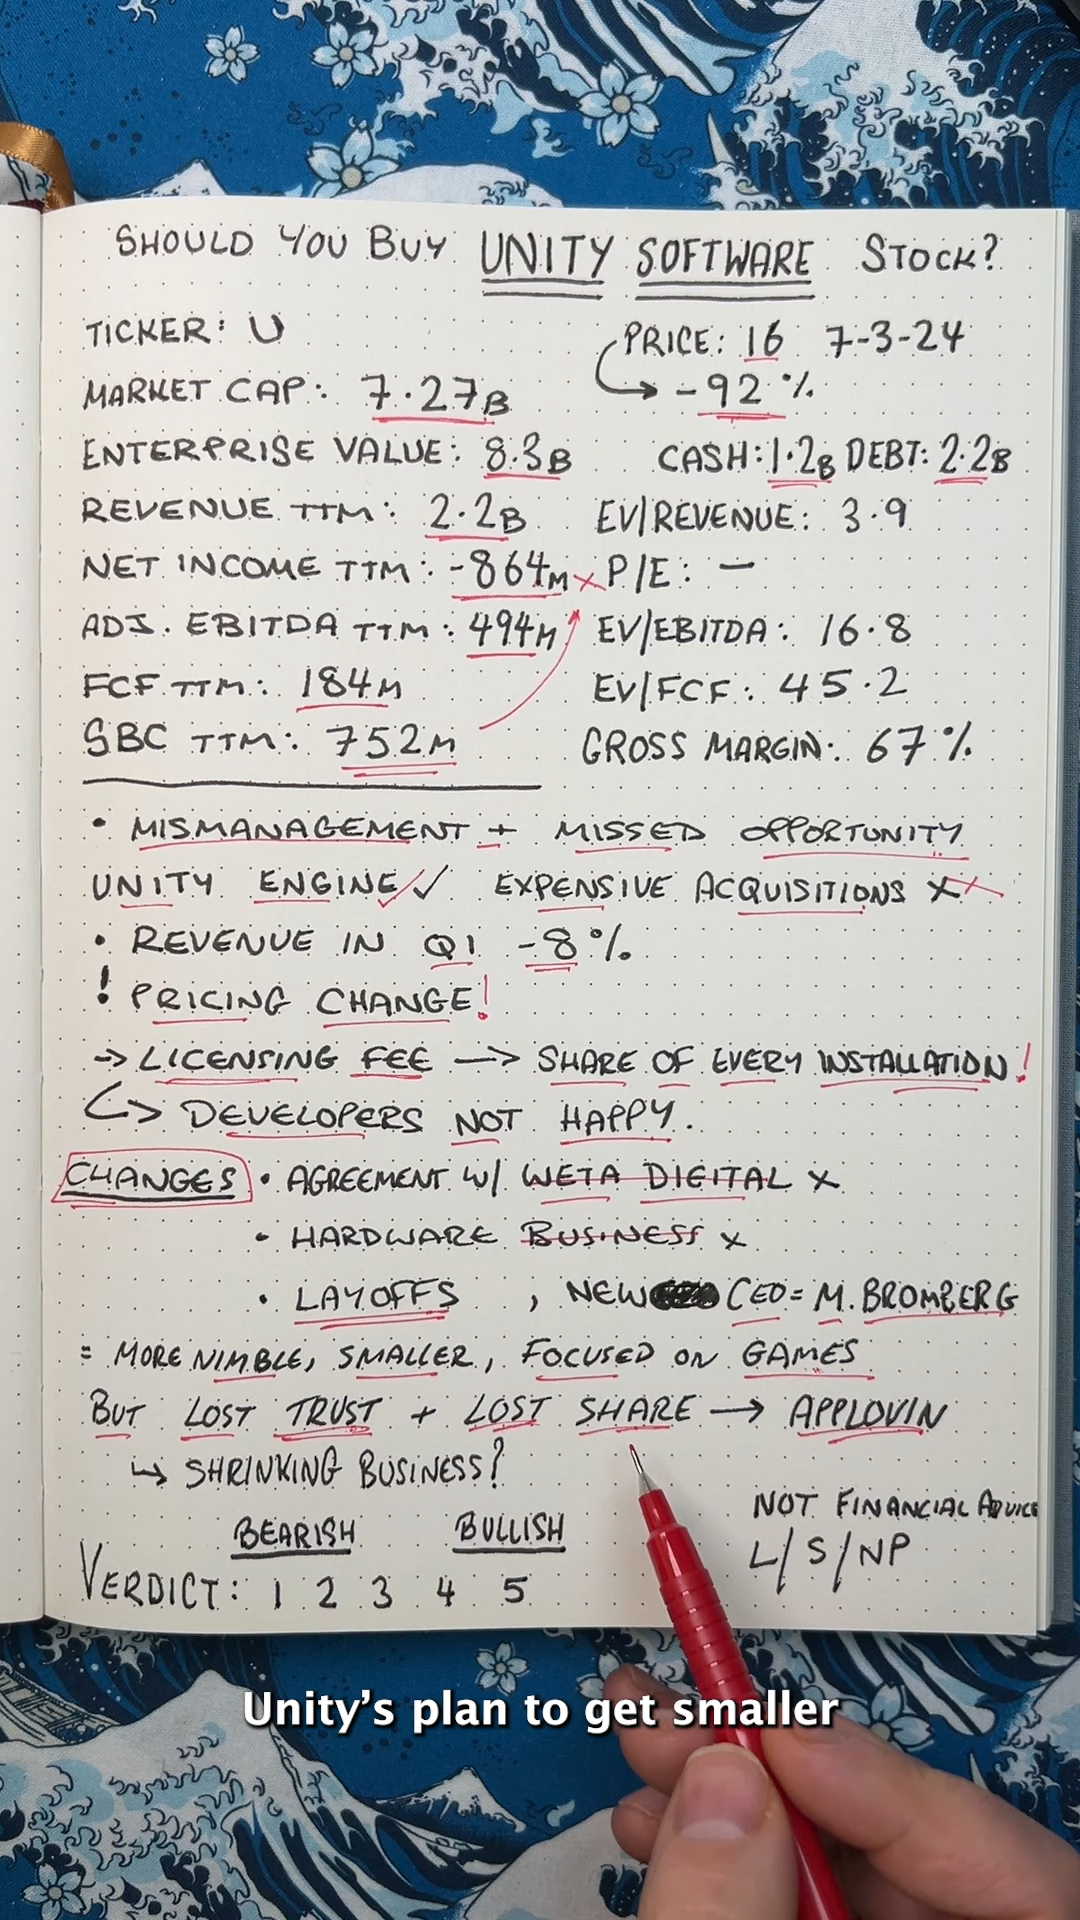 SHOULD YOU BUY UNITY SOFTWARE STOCK?
TICKER: U
PRICE: 16 7-3-24
MARKET CAP: 7.27B
→ -92%
ENTERPRISE VALUE: 8.3B CASH: 1.2B DEBT: 2.2B
REVENUE TTM: 2.2B EV/REVENUE: 3.9
NET INCOME TTM: -864M x P/E: —
ADJ. EBITDA TTM: 494M EV/EBITDA: 16.8
FCF TTM: 184M EV/FCF: 45.2
SBC TTM: 752M GROSS MARGIN: 67%
• MISMANAGEMENT + MISSED OPPORTUNITY
UNITY ENGINE ✓ EXPENSIVE ACQUISITIONS x
• REVENUE IN Q1 -8%
! PRICING CHANGE!
→ LICENSING FEE → SHARE OF EVERY INSTALLATION!
↳ DEVELOPERS NOT HAPPY.
CHANGES • AGREEMENT W/ WETA DIGITAL x
• HARDWARE BUSINESS x
• LAYOFFS , NEW CEO = M. BROMBERG
= MORE NIMBLE, SMALLER, FOCUSED ON GAMES
BUT LOST TRUST + LOST SHARE → APPLOVIN
↳ SHRINKING BUSINESS?
NOT FINANCIAL ADVICE
BEARISH BULLISH
L/S/NP
VERDICT: 1 2 3 4 5
Unity's plan to get smaller